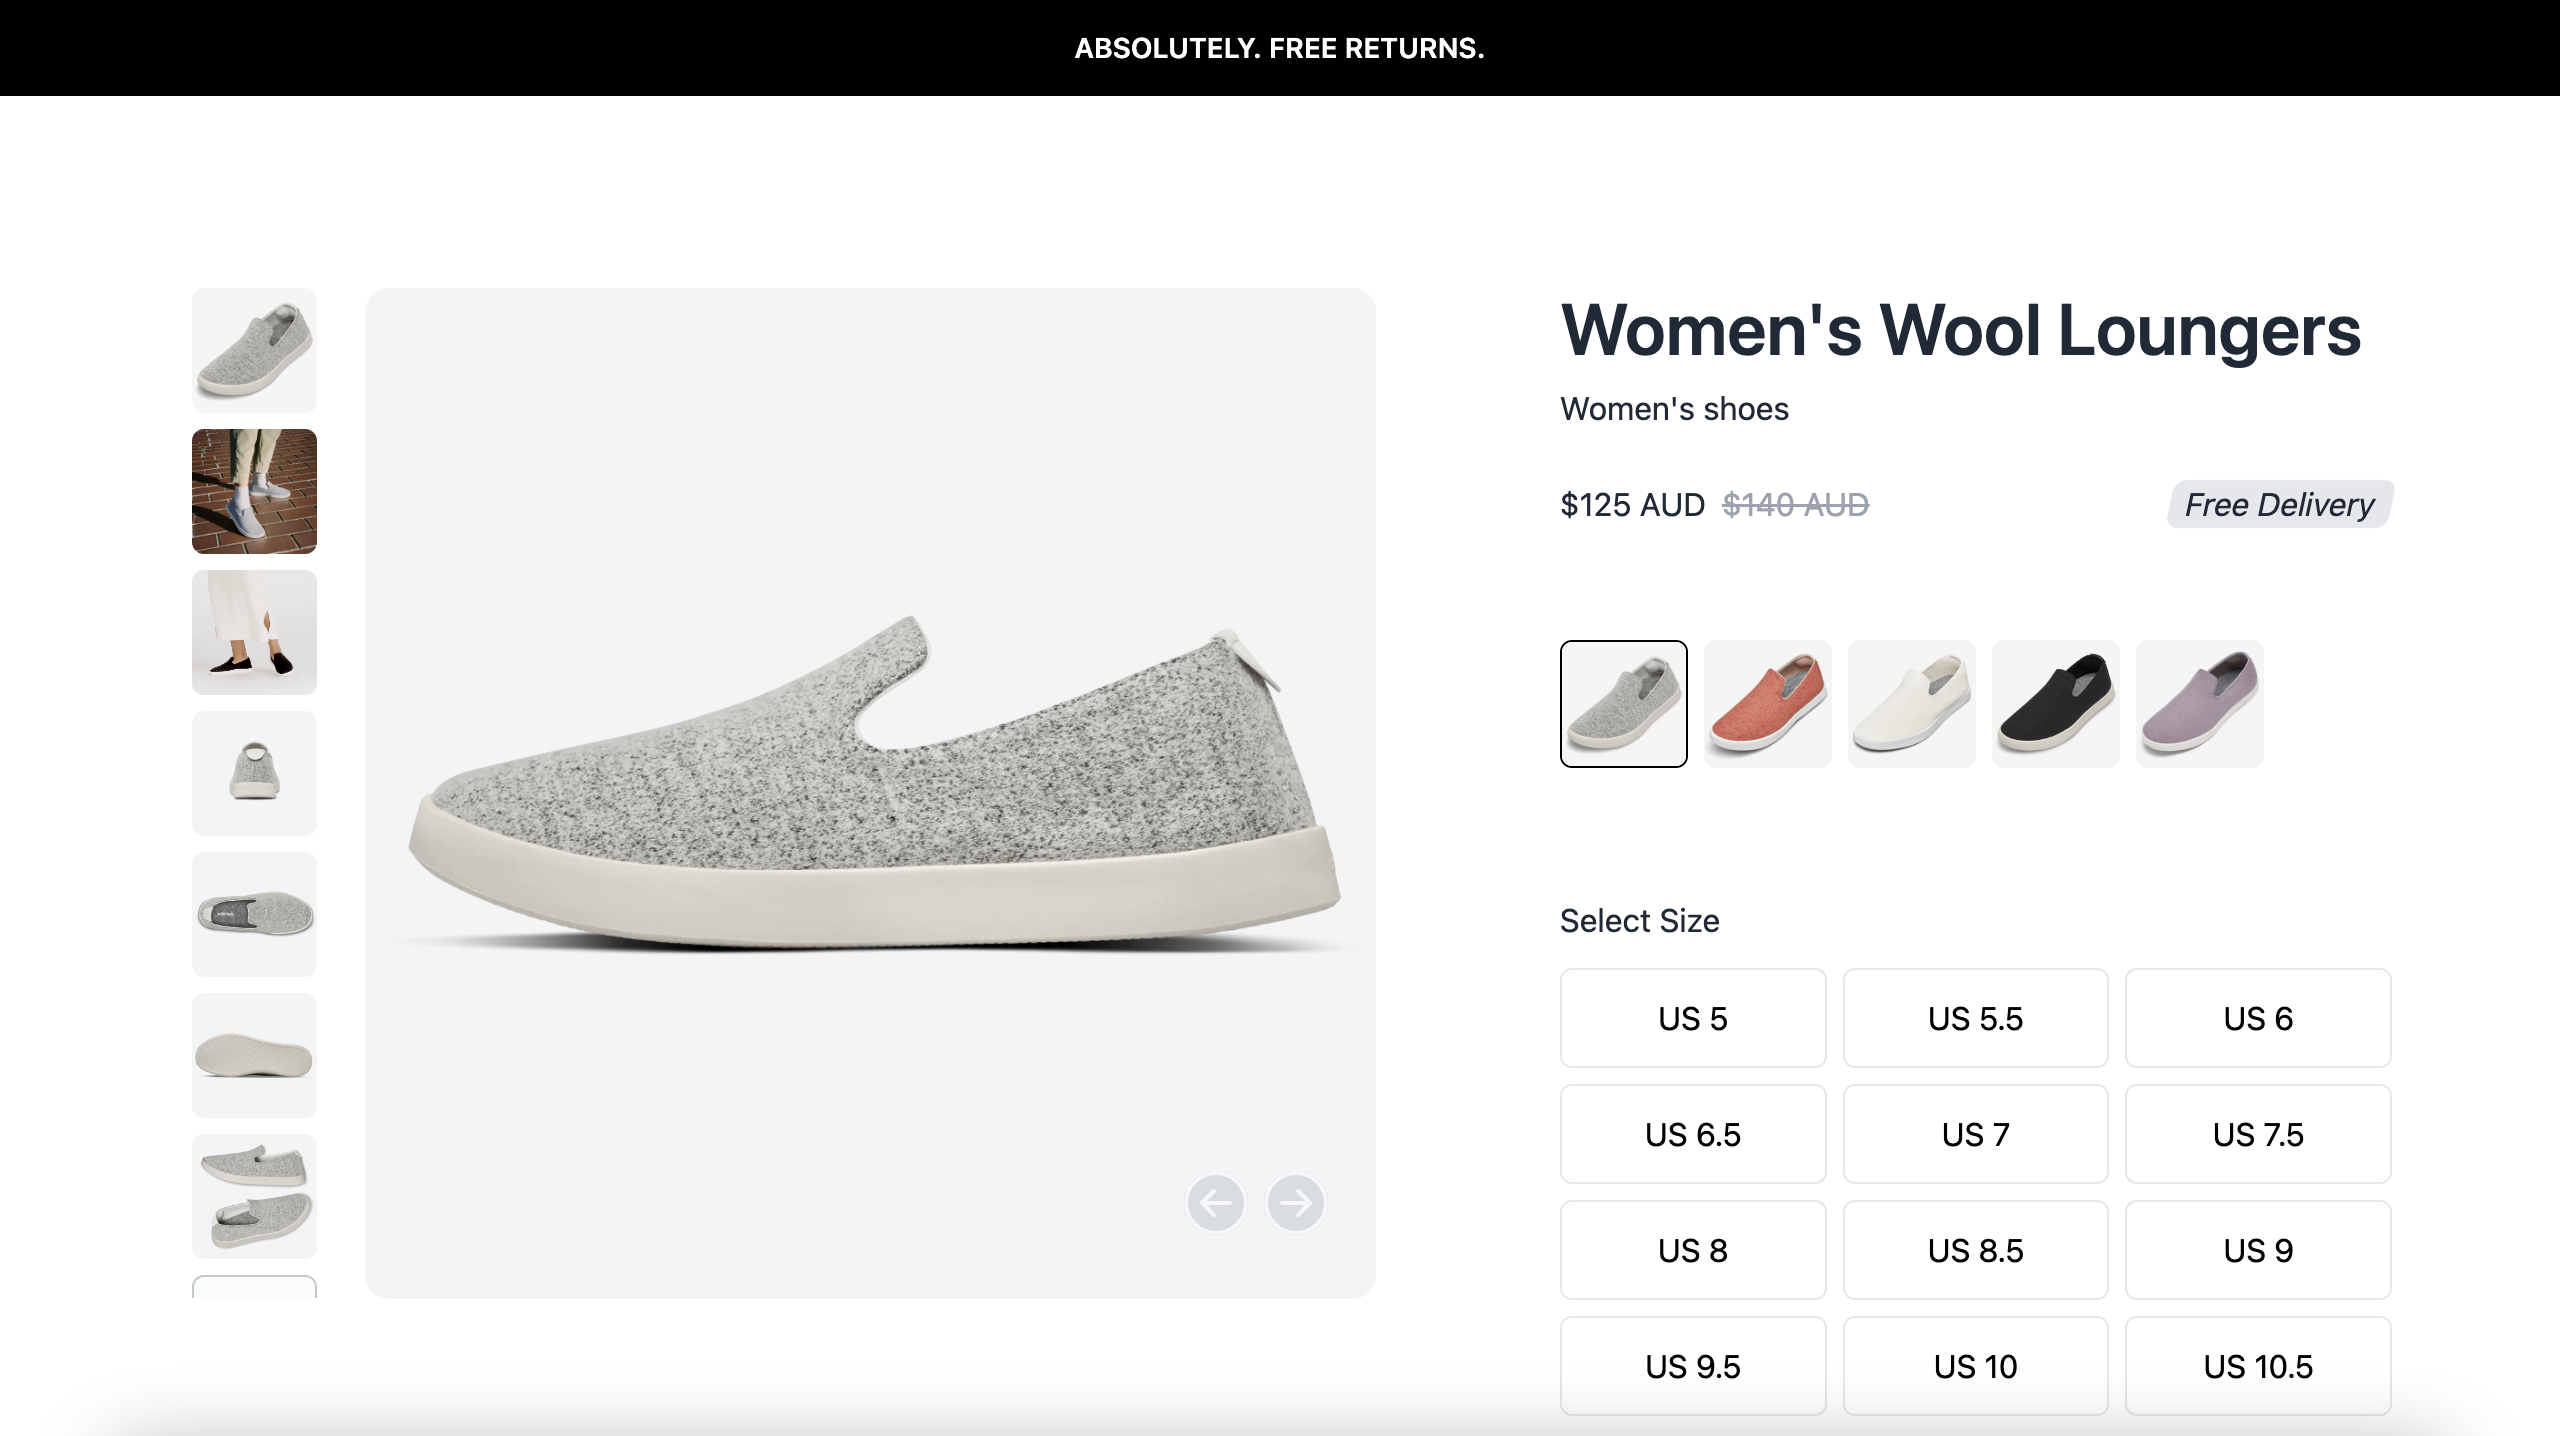 ABSOLUTELY. FREE RETURNS.
Women's Wool Loungers
Women's shoes
$125 AUD $140 AUD
Free Delivery
Select Size
US 5
US 5.5
US 6
US 6.5
US 7
US 7.5
US 8
US 8.5
US 9
US 9.5
US 10
US 10.5